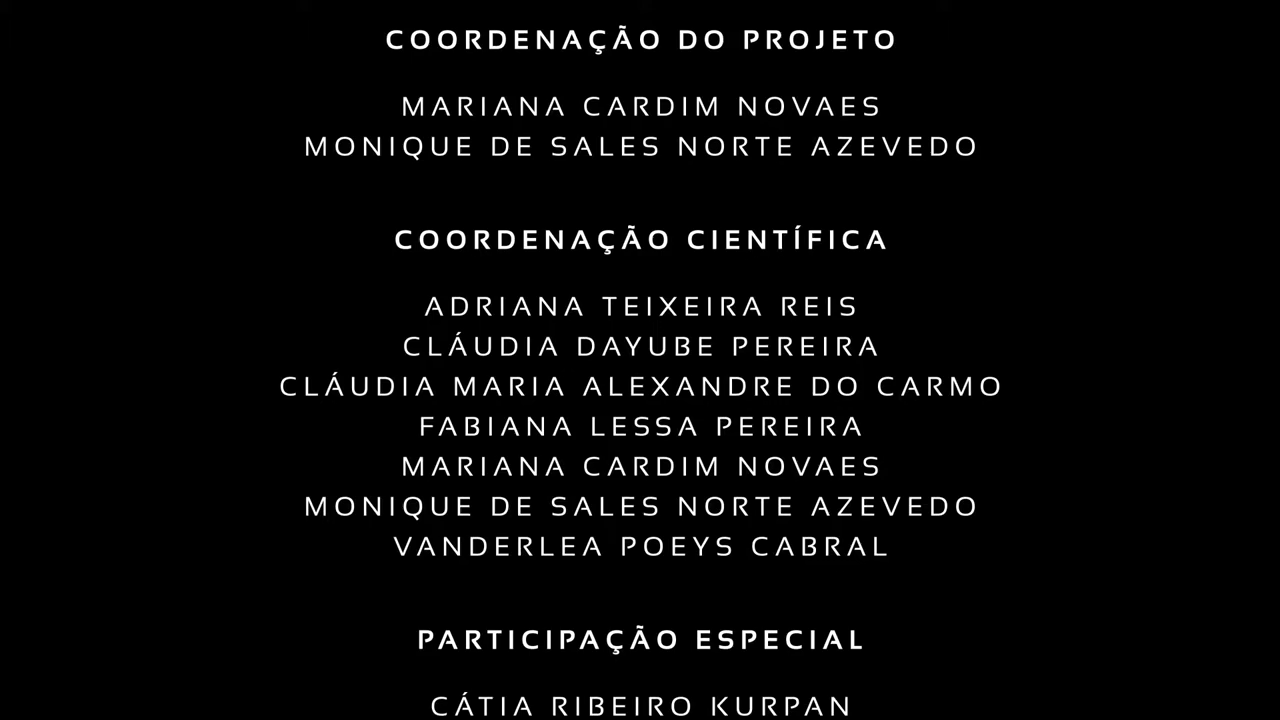 COORDENAÇÃO DO PROJETO
MARIANA CARDIM NOVAES
MONIQUE DE SALES NORTE AZEVEDO
COORDENAÇÃO CIENTÍFICA
ADRIANA TEIXEIRA REIS
CLÁUDIA DAYUBE PEREIRA
CLÁUDIA MARIA ALEXANDRE DO CARMO
FABIANA LESSA PEREIRA
MARIANA CARDIM NOVAES
MONIQUE DE SALES NORTE AZEVEDO
VANDERLEA POEYS CABRAL
PARTICIPAÇÃO ESPECIAL
CÁTIA RIBEIRO KURPAN